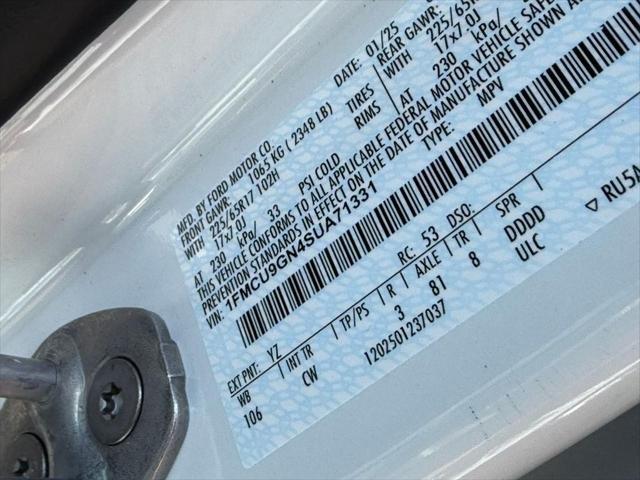 MFD. BY FORD MOTOR CO.
DATE: 01/25
FRONT GAWR: 1065 KG ( 2348 LB)
REAR GAWR:
225/65R17 102H TIRES WITH 225/65R
17x7.0J RIMS 17x7.0J
AT 230 kPa/ 33 PSI COLD AT 230 kPa/
THIS VEHICLE CONFORMS TO ALL APPLICABLE FEDERAL MOTOR VEHICLE SAFE
PREVENTION STANDARDS IN EFFECT ON THE DATE OF MANUFACTURE SHOWN A
VIN: 1FMCU9GN4SUA71331
TYPE: MPV
EXT PNT: YZ RC: 53 DSO:
WB INT TR TP/PS R AXLE TR SPR
106 CW 3 81 8 DDDD
1202501237037 ULC
RU5A